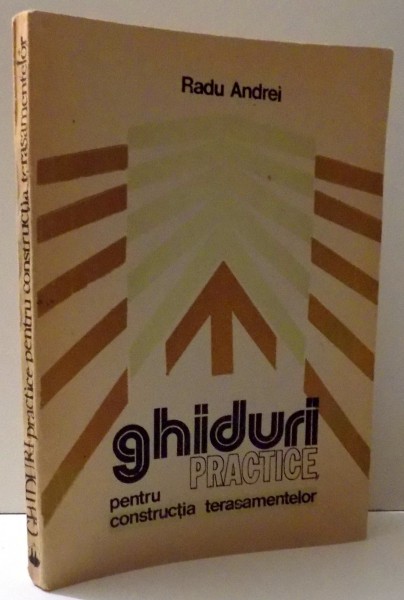 Radu Andrei
ghiduri
PRACTICE
pentru
construcția terasamentelor
GHIDURI practice pentru construcția terasamentelor